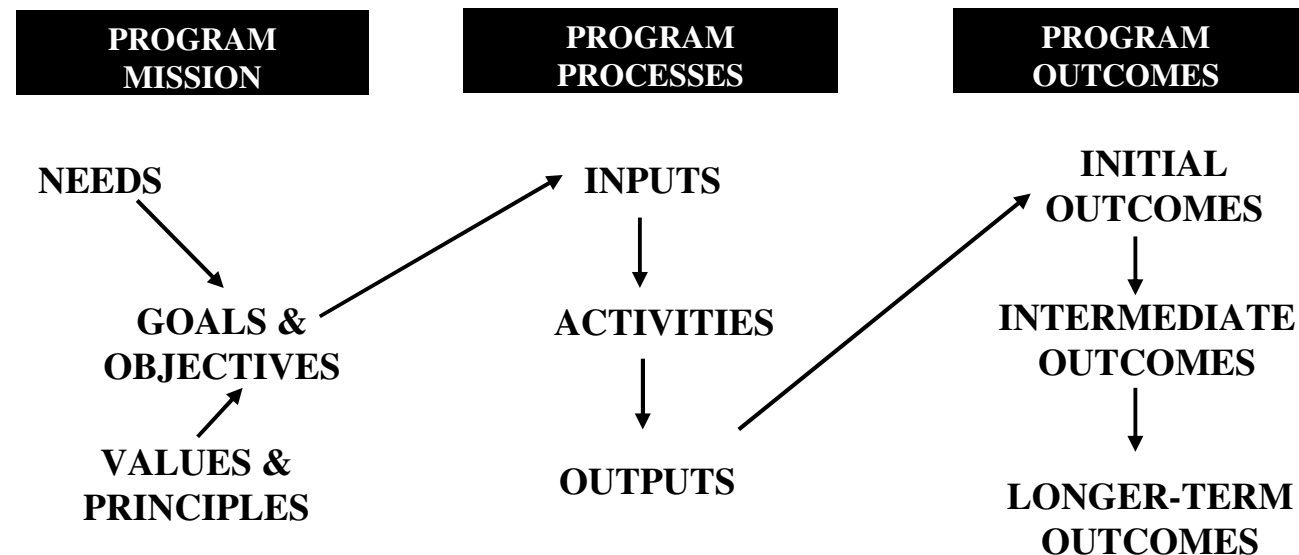 PROGRAM
MISSION
NEEDS
GOALS &
OBJECTIVES
VALUES &
PRINCIPLES
PROGRAM
PROCESSES
INPUTS
ACTIVITIES
OUTPUTS
PROGRAM
OUTCOMES
INITIAL
OUTCOMES
INTERMEDIATE
OUTCOMES
LONGER-TERM
OUTCOMES